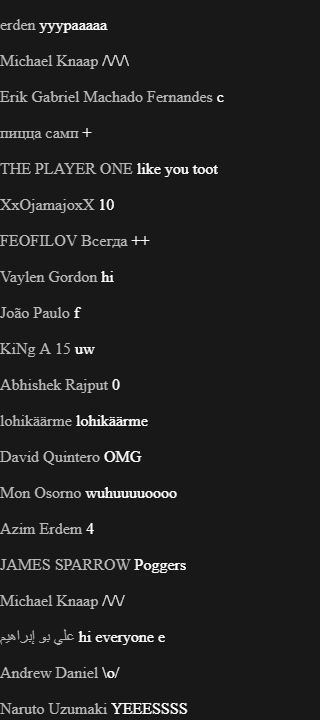 erden yyypaaaaa
Michael Knaap /\/\/\
Erik Gabriel Machado Fernandes c
пицца самп +
THE PLAYER ONE like you toot
XxOjamajoxX 10
FEOFILOV Всегда ++
Vaylen Gordon hi
João Paulo f
KiNg A 15 uw
Abhishek Rajput 0
lohikäärme lohikäärme
David Quintero OMG
Mon Osorno wuhuuuuoooo
Azim Erdem 4
JAMES SPARROW Poggers
Michael Knaap /\/\/
علي بو إبراهيم hi everyone e
Andrew Daniel \o/
Naruto Uzumaki YEEESSSS